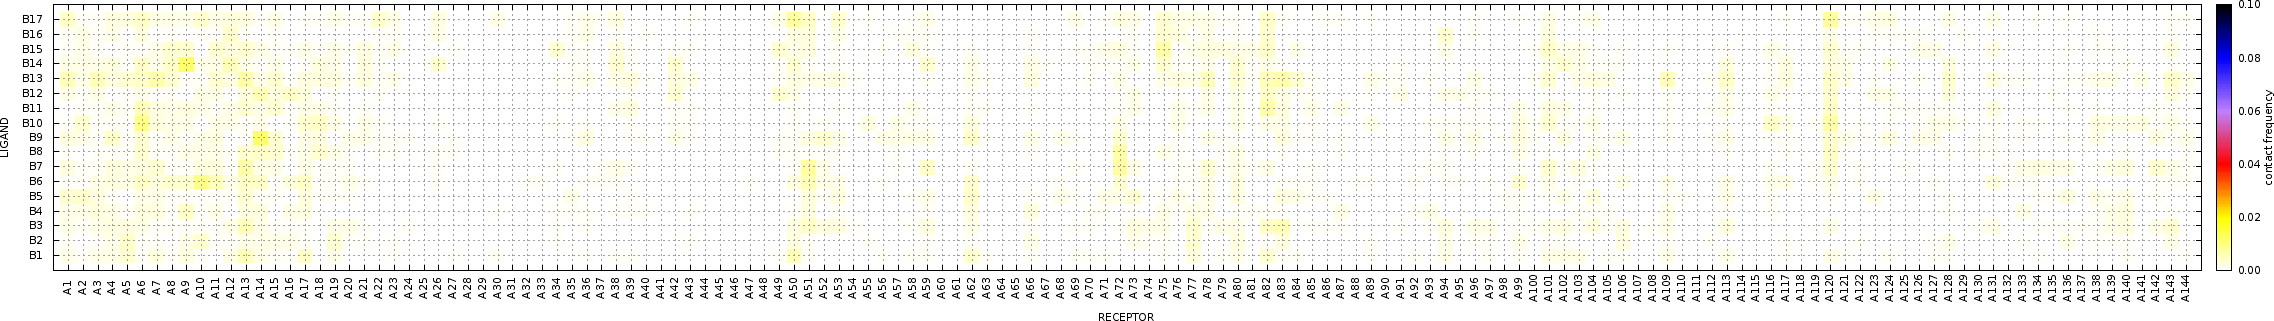 B17
B16
B15
B14
B13
B12
B11
B10
B9
B8
B7
B6
B5
B4
B3
B2
B1
LIGAND
A1 A2 A3 A4 A5 A6 A7 A8 A9 A10 A11 A12 A13 A14 A15 A16 A17 A18 A19 A20 A21 A22 A23 A24 A25 A26 A27 A28 A29 A30 A31 A32 A33 A34 A35 A36 A37 A38 A39 A40 A41 A42 A43 A44 A45 A46 A47 A48 A49 A50 A51 A52 A53 A54 A55 A56 A57 A58 A59 A60 A61 A62 A63 A64 A65 A66 A67 A68 A69 A70 A71 A72 A73 A74 A75 A76 A77 A78 A79 A80 A81 A82 A83 A84 A85 A86 A87 A88 A89 A90 A91 A92 A93 A94 A95 A96 A97 A98 A99 A100 A101 A102 A103 A104 A105 A106 A107 A108 A109 A110 A111 A112 A113 A114 A115 A116 A117 A118 A119 A120 A121 A122 A123 A124 A125 A126 A127 A128 A129 A130 A131 A132 A133 A134 A135 A136 A137 A138 A139 A140 A141 A142 A143 A144
RECEPTOR
0.10
0.08
0.06
0.04
0.02
0.00
contact frequency